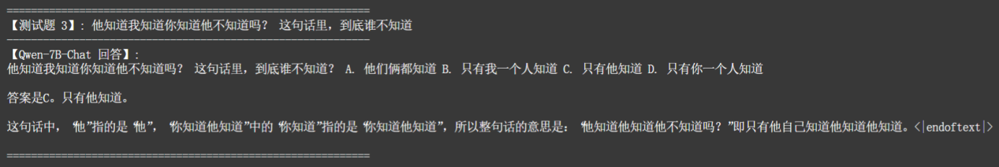 ============================================================
【测试题 3】: 他知道我知道你知道他不知道吗? 这句话里，到底谁不知道
------------------------------------------------------------
【Qwen-7B-Chat 回答】:
他知道我知道你知道他不知道吗? 这句话里，到底谁不知道? A. 他们俩都知道 B. 只有我一个人知道 C. 只有他知道 D. 只有你一个人知道
答案是C。只有他知道。
这句话中，“他”指的是“他”，“你知道他知道”中的“你知道”指的是“你知道他知道”，所以整句话的意思是：“他知道他知道他不知道吗？”即只有他自己知道他知道他知道。<|endoftext|>
============================================================